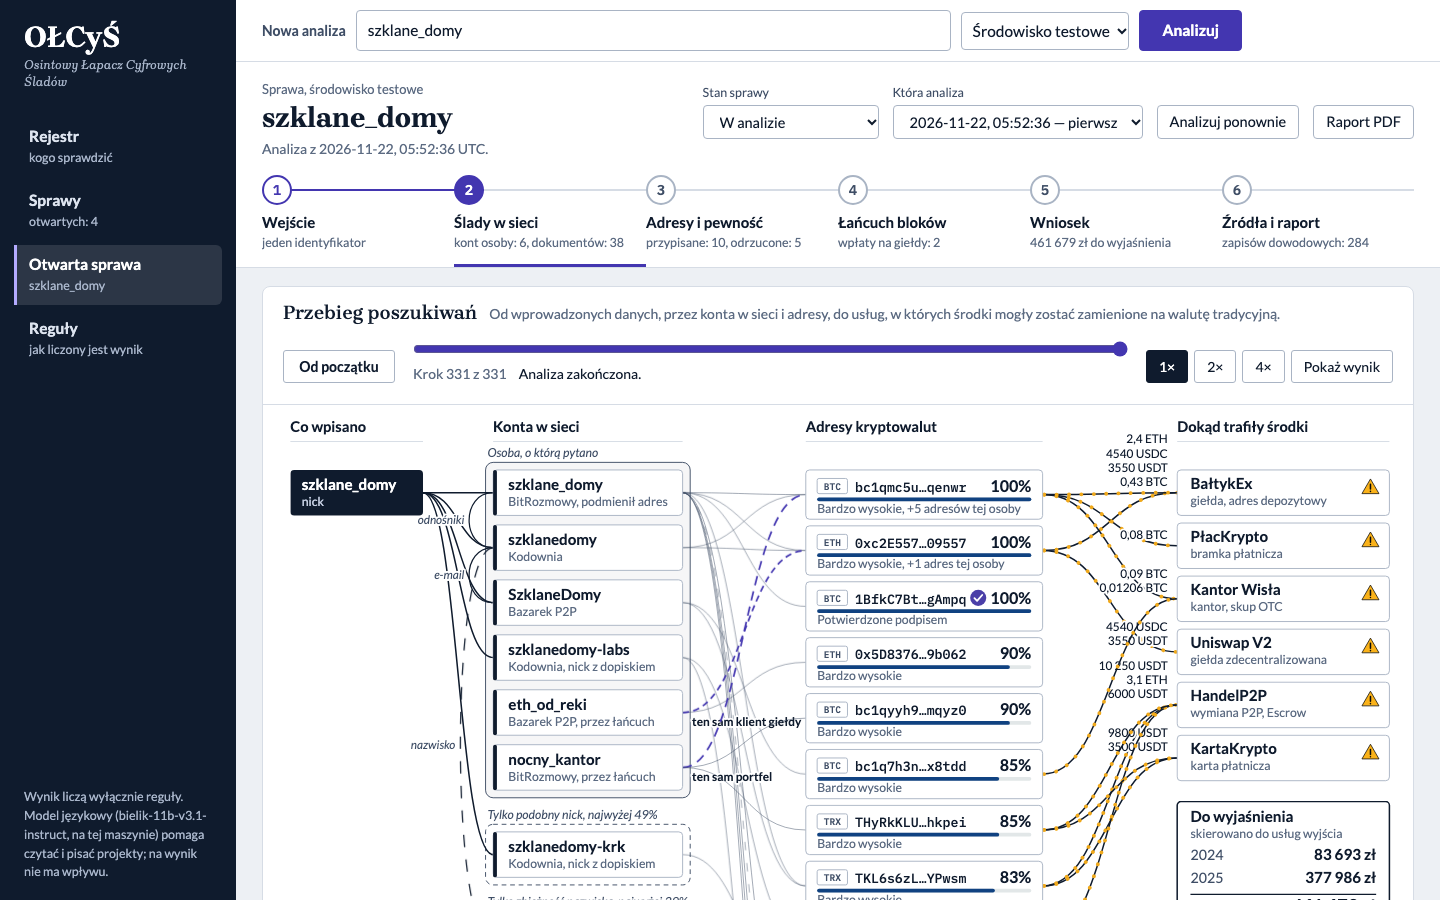 OŁCyŚ
Osintowy Łapacz Cyfrowych
Śladów
Rejestr
kogo sprawdzić
Sprawy
otwartych: 4
Otwarta sprawa
szklane_domy
Reguły
jak liczony jest wynik
Wynik liczą wyłącznie reguły.
Model językowy (bielik-11b-v3.1-
instruct, na tej maszynie) pomaga
czytać i pisać projekty; na wynik
nie ma wpływu.
Nowa analiza
szklane_domy
Środowisko testowe
Analizuj
Sprawa, środowisko testowe
szklane_domy
Analiza z 2026-11-22, 05:52:36 UTC.
Stan sprawy
W analizie
Która analiza
2026-11-22, 05:52:36 — pierwsz
Analizuj ponownie
Raport PDF
1
Wejście
jeden identyfikator
2
Ślady w sieci
kont osoby: 6, dokumentów: 38
3
Adresy i pewność
przypisane: 10, odrzucone: 5
4
Łańcuch bloków
wpłaty na giełdy: 2
5
Wniosek
461 679 zł do wyjaśnienia
6
Źródła i raport
zapisów dowodowych: 284
Przebieg poszukiwań
Od wprowadzonych danych, przez konta w sieci i adresy, do usług, w których środki mogły zostać zamienione na walutę tradycyjną.
Od początku
Krok 331 z 331 Analiza zakończona.
1×
2×
4×
Pokaż wynik
Co wpisano
szklane_domy
nick
odnośniki
e-mail
nazwisko
Konta w sieci
Osoba, o którą pytano
szklane_domy
BitRozmowy, podmienił adres
szklanedomy
Kodownia
SzklaneDomy
Bazarek P2P
szklanedomy-labs
Kodownia, nick z dopiskiem
eth_od_reki
Bazarek P2P, przez łańcuch
nocny_kantor
BitRozmowy, przez łańcuch
Tylko podobny nick, najwyżej 49%
szklanedomy-krk
Kodownia, nick z dopiskiem
ten sam klient giełdy
ten sam portfel
Adresy kryptowalut
BTC bc1qmc5u…qenwr 100%
Bardzo wysokie, +5 adresów tej osoby
ETH 0xc2E557…09557 100%
Bardzo wysokie, +1 adres tej osoby
BTC 1BfkC7Bt…gAmpq 100%
Potwierdzone podpisem
ETH 0x5D8376…9b062 90%
Bardzo wysokie
BTC bc1qyyh9…mqyz0 90%
Bardzo wysokie
BTC bc1q7h3n…x8tdd 85%
Bardzo wysokie
TRX THyRkKLU…hkpei 85%
Bardzo wysokie
TRX TKL6s6zL…YPwsm 83%
Bardzo wysokie
2,4 ETH
4540 USDC
3550 USDT
0,43 BTC
0,08 BTC
0,09 BTC
0,01206 BTC
4540 USDC
3550 USDT
10 250 USDT
3,1 ETH
6000 USDT
9800 USDT
3500 USDT
Dokąd trafiły środki
BałtykEx
giełda, adres depozytowy
PłacKrypto
bramka płatnicza
Kantor Wisła
kantor, skup OTC
Uniswap V2
giełda zdecentralizowana
HandelP2P
wymiana P2P, Escrow
KartaKrypto
karta płatnicza
Do wyjaśnienia
skierowano do usług wyjścia
2024 83 693 zł
2025 377 986 zł